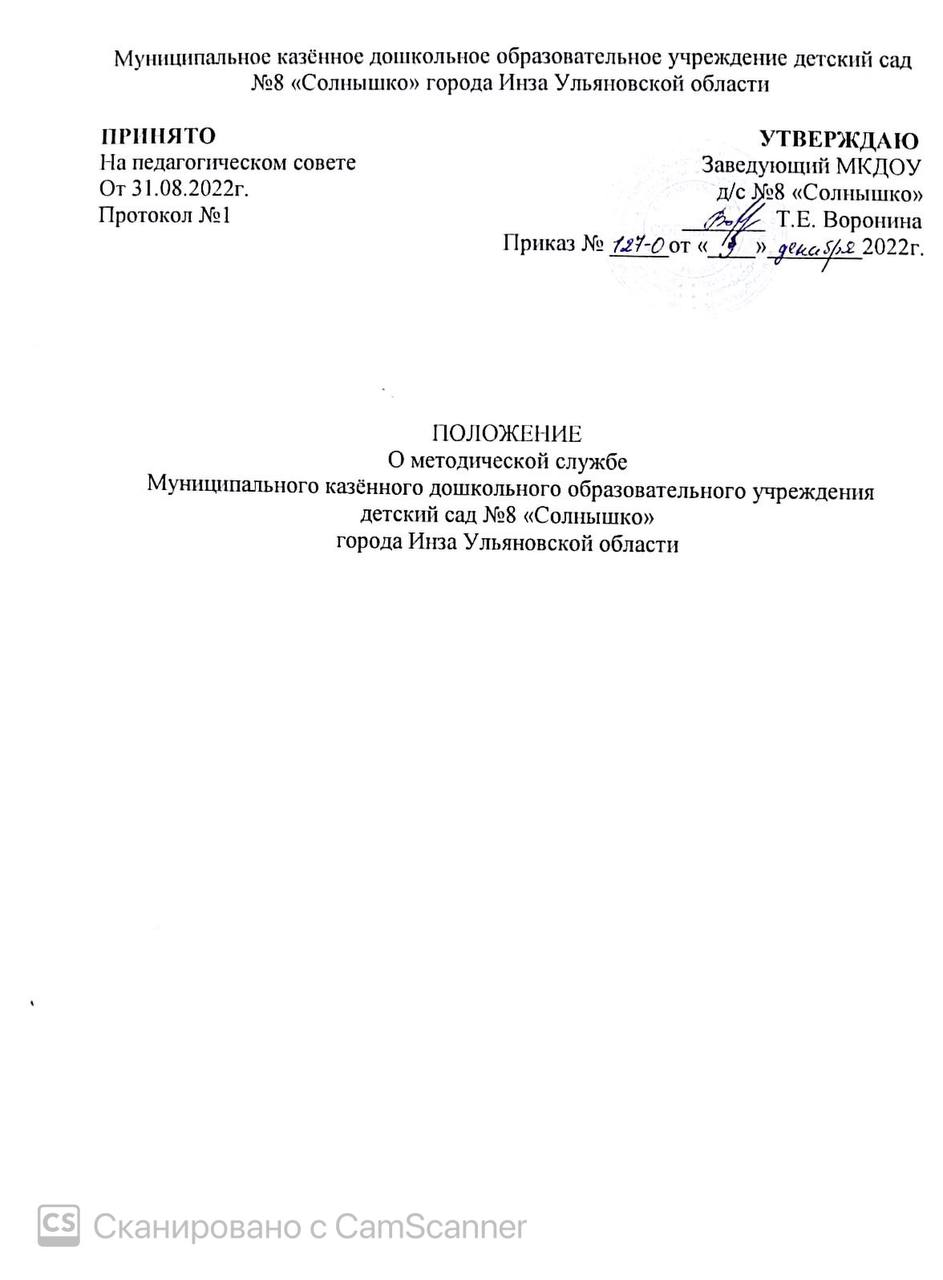 Муниципальное казённое дошкольное образовательное учреждение детский сад
№8 «Солнышко» города Инза Ульяновской области
ПРИНЯТО
На педагогическом совете
От 31.08.2022г.
Протокол №1
УТВЕРЖДАЮ
Заведующий МКДОУ
д/с №8 «Солнышко»
Т.Е. Воронина
Приказ № 127-О от «9» декабря 2022г.
ПОЛОЖЕНИЕ
О методической службе
Муниципального казённого дошкольного образовательного учреждения
детский сад №8 «Солнышко»
города Инза Ульяновской области
CS Сканировано с CamScanner